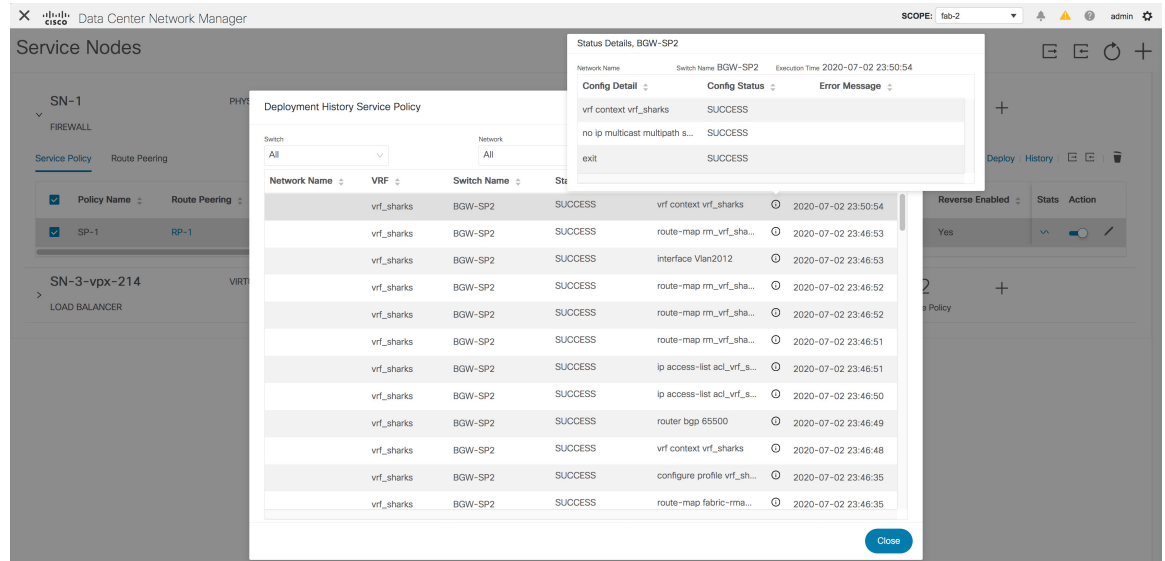 cisco Data Center Network Manager
SCOPE: fab-2 admin
Service Nodes
Status Details, BGW-SP2
Network Name Switch Name BGW-SP2 Execution Time 2020-07-02 23:50:54
Config Detail Config Status Error Message
vrf context vrf_sharks SUCCESS
no ip multicast multipath s... SUCCESS
exit SUCCESS
SN-1 PHYS
FIREWALL
Service Policy Route Peering
Deploy History
Policy Name Route Peering
Reverse Enabled Stats Action
SP-1 RP-1
Yes
SN-3-vpx-214 VIRT
LOAD BALANCER
2
e Policy
Deployment History Service Policy
Switch Network
All All
Network Name VRF Switch Name Sta
vrf_sharks BGW-SP2 SUCCESS vrf context vrf_sharks 2020-07-02 23:50:54
vrf_sharks BGW-SP2 SUCCESS route-map rm_vrf_sha... 2020-07-02 23:46:53
vrf_sharks BGW-SP2 SUCCESS interface Vlan2012 2020-07-02 23:46:53
vrf_sharks BGW-SP2 SUCCESS route-map rm_vrf_sha... 2020-07-02 23:46:52
vrf_sharks BGW-SP2 SUCCESS route-map rm_vrf_sha... 2020-07-02 23:46:52
vrf_sharks BGW-SP2 SUCCESS route-map rm_vrf_sha... 2020-07-02 23:46:51
vrf_sharks BGW-SP2 SUCCESS ip access-list acl_vrf_s... 2020-07-02 23:46:51
vrf_sharks BGW-SP2 SUCCESS ip access-list acl_vrf_s... 2020-07-02 23:46:50
vrf_sharks BGW-SP2 SUCCESS router bgp 65500 2020-07-02 23:46:49
vrf_sharks BGW-SP2 SUCCESS vrf context vrf_sharks 2020-07-02 23:46:48
vrf_sharks BGW-SP2 SUCCESS configure profile vrf_sh... 2020-07-02 23:46:35
vrf_sharks BGW-SP2 SUCCESS route-map fabric-rma... 2020-07-02 23:46:35
Close